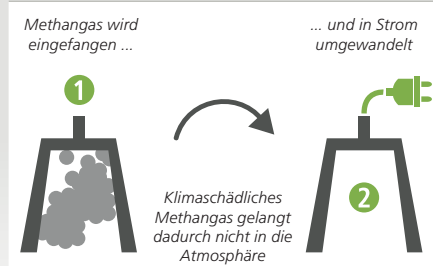 Methangas wird
eingefangen ...
... und in Strom
umgewandelt
1
2
Klimaschädliches
Methangas gelangt
dadurch nicht in die
Atmosphäre